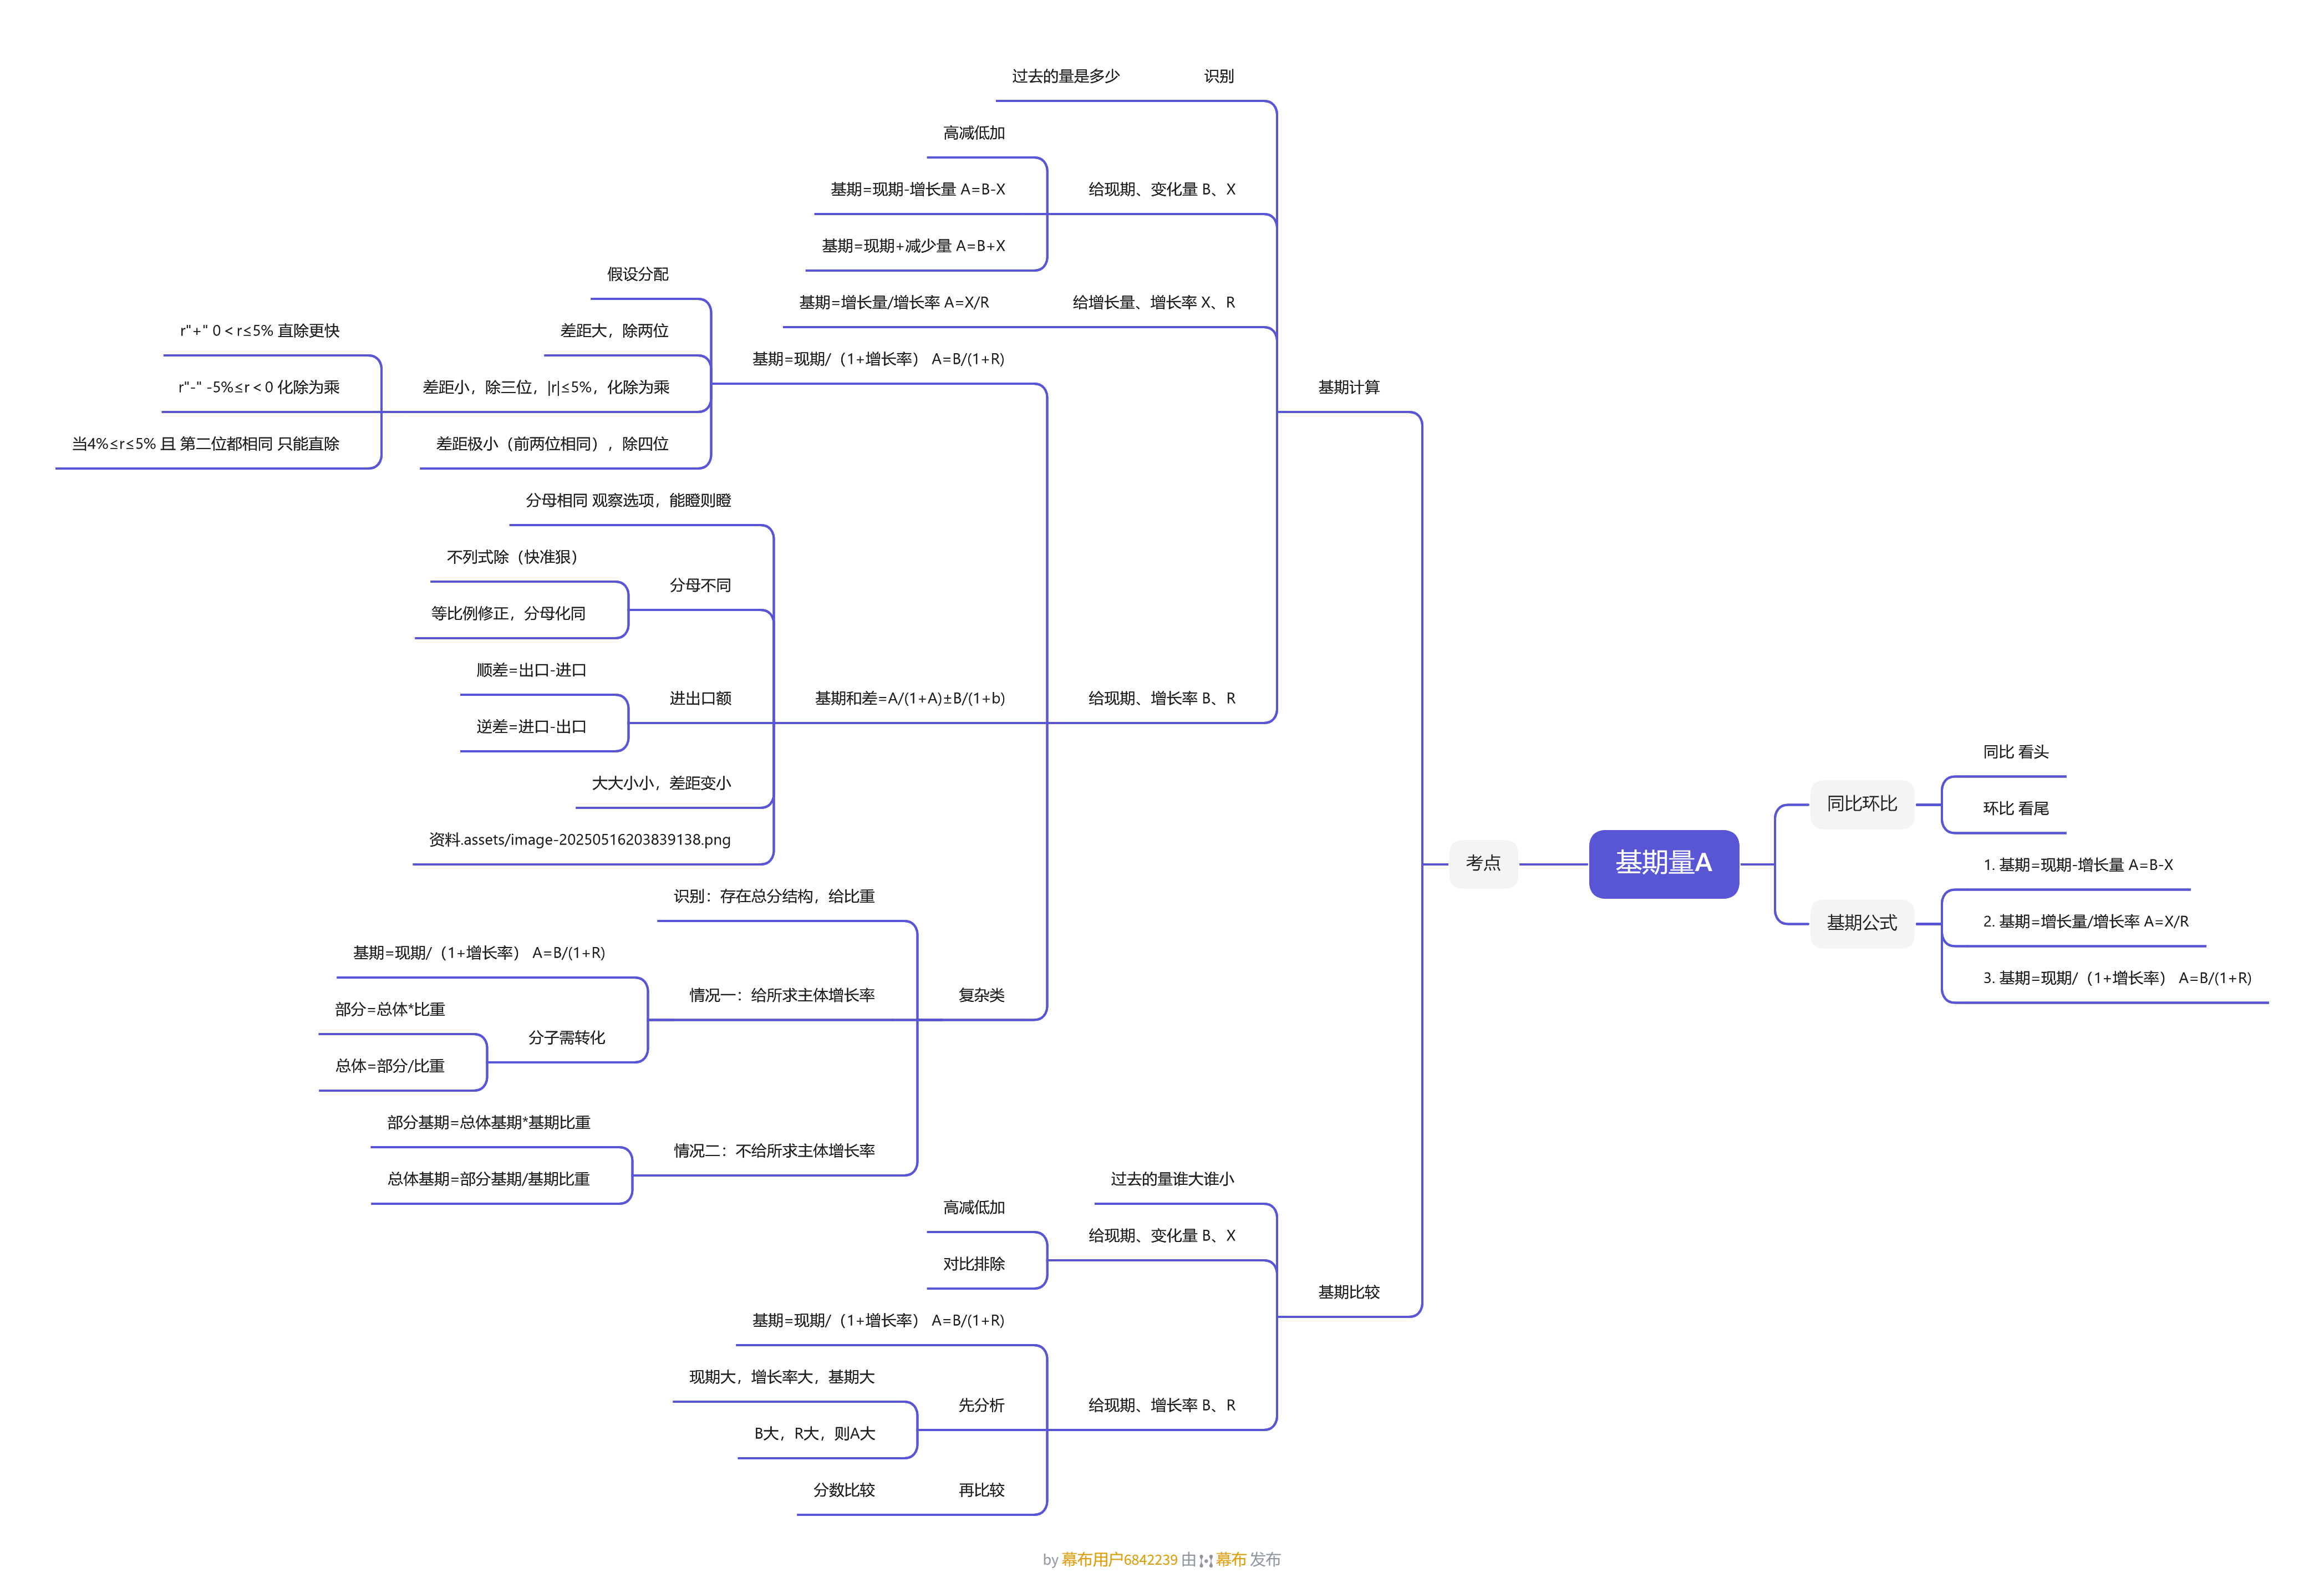 基期量A
同比环比
同比 看头
环比 看尾
基期公式
1. 基期=现期-增长量 A=B-X
2. 基期=增长量/增长率 A=X/R
3. 基期=现期/（1+增长率） A=B/(1+R)
考点
基期计算
识别
过去的量是多少
给现期、变化量 B、X
高减低加
基期=现期-增长量 A=B-X
基期=现期+减少量 A=B+X
给增长量、增长率 X、R
基期=增长量/增长率 A=X/R
给现期、增长率 B、R
基期=现期/（1+增长率） A=B/(1+R)
假设分配
差距大，除两位
差距小，除三位，|r|≤5%，化除为乘
r"+" 0＜r≤5% 直除更快
r"-" -5%≤r＜0 化除为乘
当4%≤r≤5% 且 第二位都相同 只能直除
差距极小（前两位相同），除四位
基期和差=A/(1+A)±B/(1+b)
分母相同 观察选项，能瞪则瞪
分母不同
不列式除（快准狠）
等比例修正，分母化同
进出口额
顺差=出口-进口
逆差=进口-出口
大大小小，差距变小
资料.assets/image-20250516203839138.png
复杂类
识别：存在总分结构，给比重
情况一：给所求主体增长率
基期=现期/（1+增长率） A=B/(1+R)
分子需转化
部分=总体*比重
总体=部分/比重
情况二：不给所求主体增长率
部分基期=总体基期*基期比重
总体基期=部分基期/基期比重
基期比较
过去的量谁大谁小
给现期、变化量 B、X
高减低加
对比排除
给现期、增长率 B、R
基期=现期/（1+增长率） A=B/(1+R)
先分析
现期大，增长率大，基期大
B大，R大，则A大
再比较
分数比较
by 幕布用户6842239 由 幕布 发布